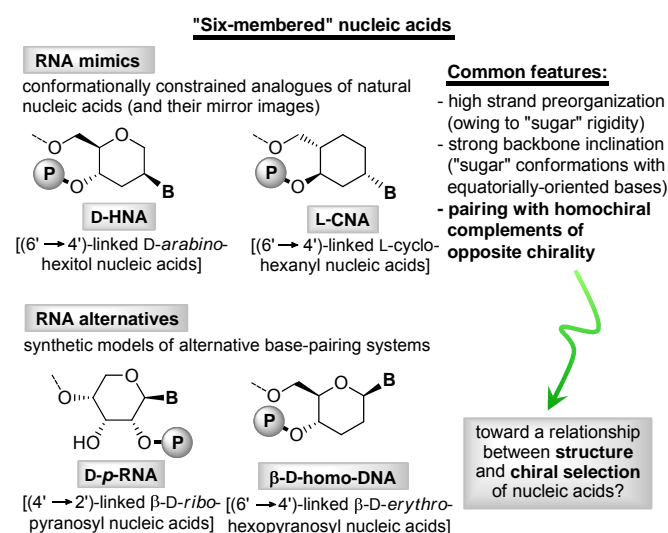 "Six-membered" nucleic acids
RNA mimics
conformationally constrained analogues of natural
nucleic acids (and their mirror images)
O
O
P
O
B
D-HNA
[(6' → 4')-linked D-arabino-
hexitol nucleic acids]
O
P
O
B
L-CNA
[(6' → 4')-linked L-cyclo-
hexanyl nucleic acids]
Common features:
- high strand preorganization
(owing to "sugar" rigidity)
- strong backbone inclination
("sugar" conformations with
equatorially-oriented bases)
- pairing with homochiral
complements of
opposite chirality
RNA alternatives
synthetic models of alternative base-pairing systems
O
O
B
HO
O
P
D-p-RNA
[(4' → 2')-linked β-D-ribo-
pyranosyl nucleic acids]
O
O
B
P
O
β-D-homo-DNA
[(6' → 4')-linked β-D-erythro-
hexopyranosyl nucleic acids]
toward a relationship
between structure
and chiral selection
of nucleic acids?